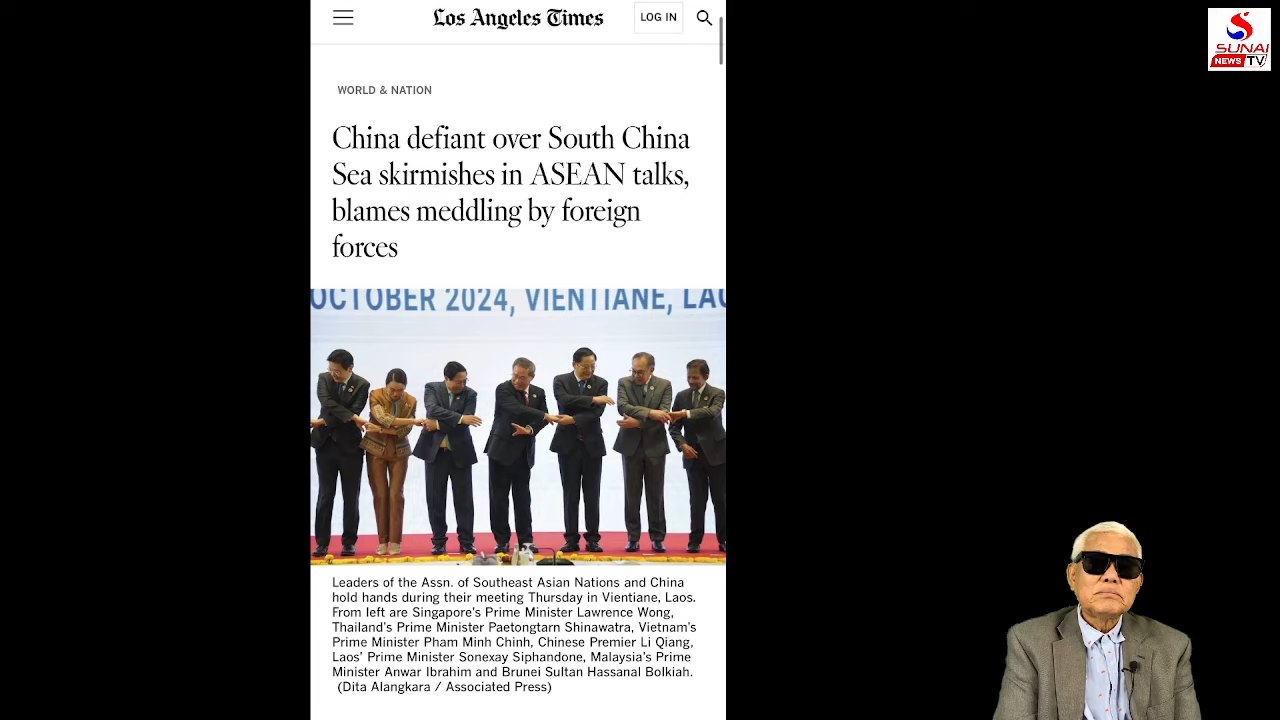 Los Angeles Times
LOG IN
SUNAI
NEWS TV
WORLD & NATION
China defiant over South China
Sea skirmishes in ASEAN talks,
blames meddling by foreign
forces
OCTOBER 2024, VIENTIANE, LAO
Leaders of the Assn. of Southeast Asian Nations and China
hold hands during their meeting Thursday in Vientiane, Laos.
From left are Singapore's Prime Minister Lawrence Wong,
Thailand's Prime Minister Paetongtarn Shinawatra, Vietnam's
Prime Minister Pham Minh Chinh, Chinese Premier Li Qiang,
Laos' Prime Minister Sonexay Siphandone, Malaysia's Prime
Minister Anwar Ibrahim and Brunei Sultan Hassanal Bolkiah.
(Dita Alangkara / Associated Press)